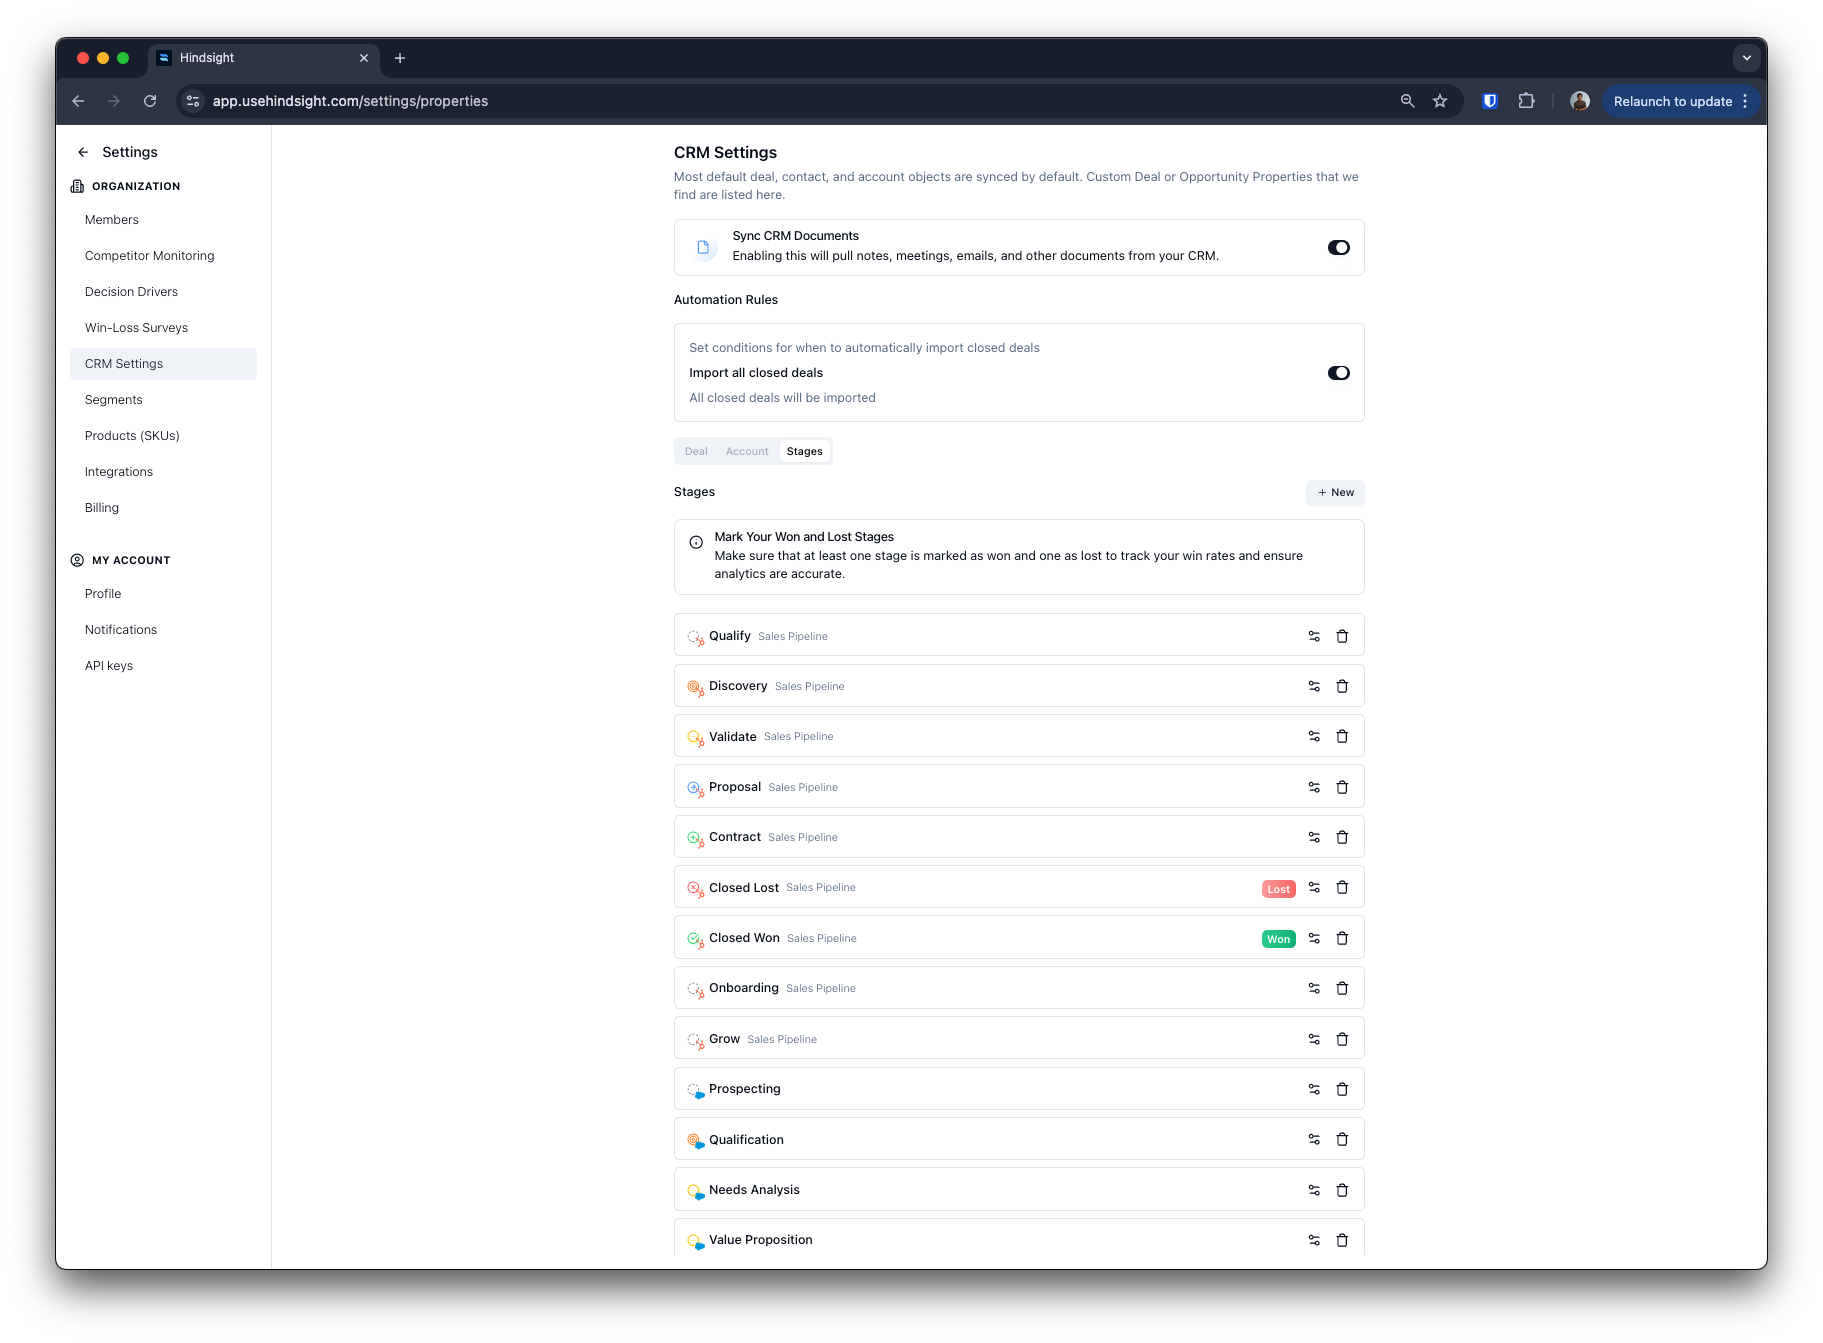 Hindsight
app.usehindsight.com/settings/properties
Relaunch to update
Settings
ORGANIZATION
Members
Competitor Monitoring
Decision Drivers
Win-Loss Surveys
CRM Settings
Segments
Products (SKUs)
Integrations
Billing
MY ACCOUNT
Profile
Notifications
API keys
CRM Settings
Most default deal, contact, and account objects are synced by default. Custom Deal or Opportunity Properties that we
find are listed here.
Sync CRM Documents
Enabling this will pull notes, meetings, emails, and other documents from your CRM.
Automation Rules
Set conditions for when to automatically import closed deals
Import all closed deals
All closed deals will be imported
Deal Account Stages
Stages
New
Mark Your Won and Lost Stages
Make sure that at least one stage is marked as won and one as lost to track your win rates and ensure
analytics are accurate.
Qualify Sales Pipeline
Discovery Sales Pipeline
Validate Sales Pipeline
Proposal Sales Pipeline
Contract Sales Pipeline
Closed Lost Sales Pipeline Lost
Closed Won Sales Pipeline Won
Onboarding Sales Pipeline
Grow Sales Pipeline
Prospecting
Qualification
Needs Analysis
Value Proposition